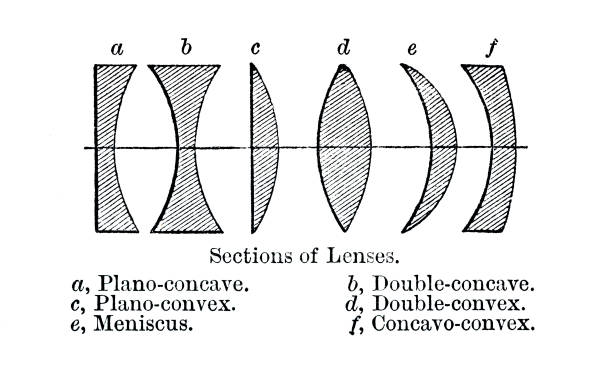 a b c d e f
Sections of Lenses.
a, Plano-concave. b, Double-concave.
c, Plano-convex. d, Double-convex.
e, Meniscus. f, Concavo-convex.